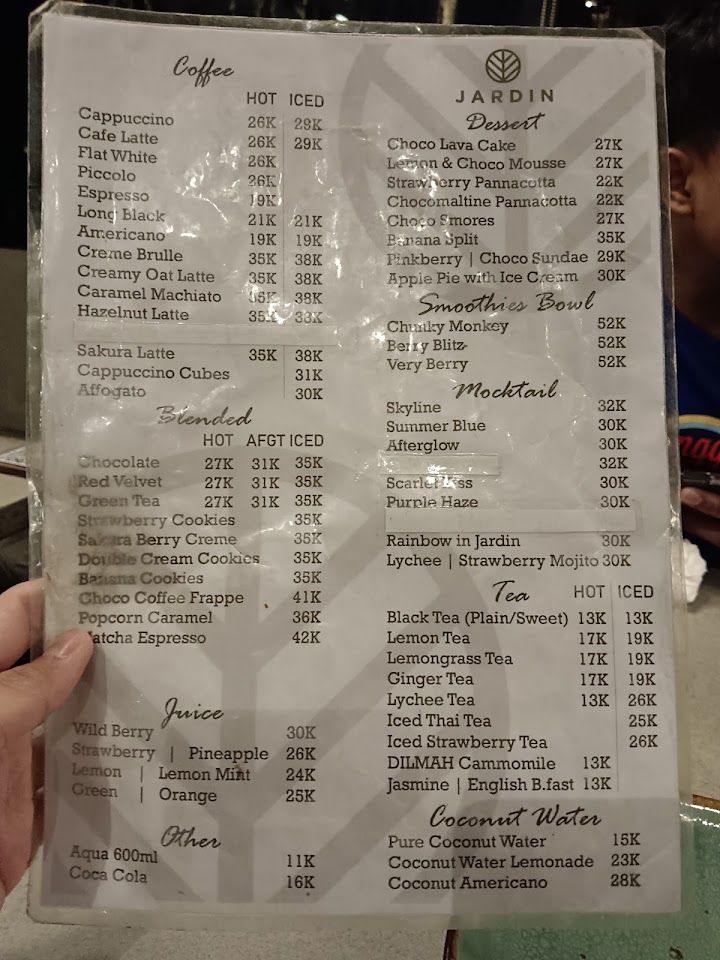 Coffee
HOT ICED
Cappuccino 26K 29K
Cafe Latte 26K 29K
Flat White 26K
Piccolo 26K
Espresso 19K
Long Black 21K 21K
Americano 19K 19K
Creme Brulle 35K 38K
Creamy Oat Latte 35K 38K
Caramel Machiato 35K 38K
Hazelnut Latte 35K 38K
Sakura Latte 35K 38K
Cappuccino Cubes 31K
Affogato 30K
Blended
HOT AFGT ICED
Chocolate 27K 31K 35K
Red Velvet 27K 31K 35K
Green Tea 27K 31K 35K
Strawberry Cookies 35K
Sakura Berry Creme 35K
Double Cream Cookies 35K
Banana Cookies 35K
Choco Coffee Frappe 41K
Popcorn Caramel 36K
Matcha Espresso 42K
Juice
Wild Berry 30K
Strawberry | Pineapple 26K
Lemon | Lemon Mint 24K
Green | Orange 25K
Other
Aqua 600ml 11K
Coca Cola 16K
JARDIN
Dessert
Choco Lava Cake 27K
Lemon & Choco Mousse 27K
Strawberry Pannacotta 22K
Chocomaltine Pannacotta 22K
Choco Smores 27K
Banana Split 35K
Pinkberry | Choco Sundae 29K
Apple Pie with Ice Cream 30K
Smoothies Bowl
Chunky Monkey 52K
Berry Blitz 52K
Very Berry 52K
Mocktail
Skyline 32K
Summer Blue 30K
Afterglow 30K
32K
Scarlet Kiss 30K
Purple Haze 30K
Rainbow in Jardin 30K
Lychee | Strawberry Mojito 30K
Tea HOT ICED
Black Tea (Plain/Sweet) 13K 13K
Lemon Tea 17K 19K
Lemongrass Tea 17K 19K
Ginger Tea 17K 19K
Lychee Tea 13K 26K
Iced Thai Tea 25K
Iced Strawberry Tea 26K
DILMAH Cammomile 13K
Jasmine | English B.fast 13K
Coconut Water
Pure Coconut Water 15K
Coconut Water Lemonade 23K
Coconut Americano 28K